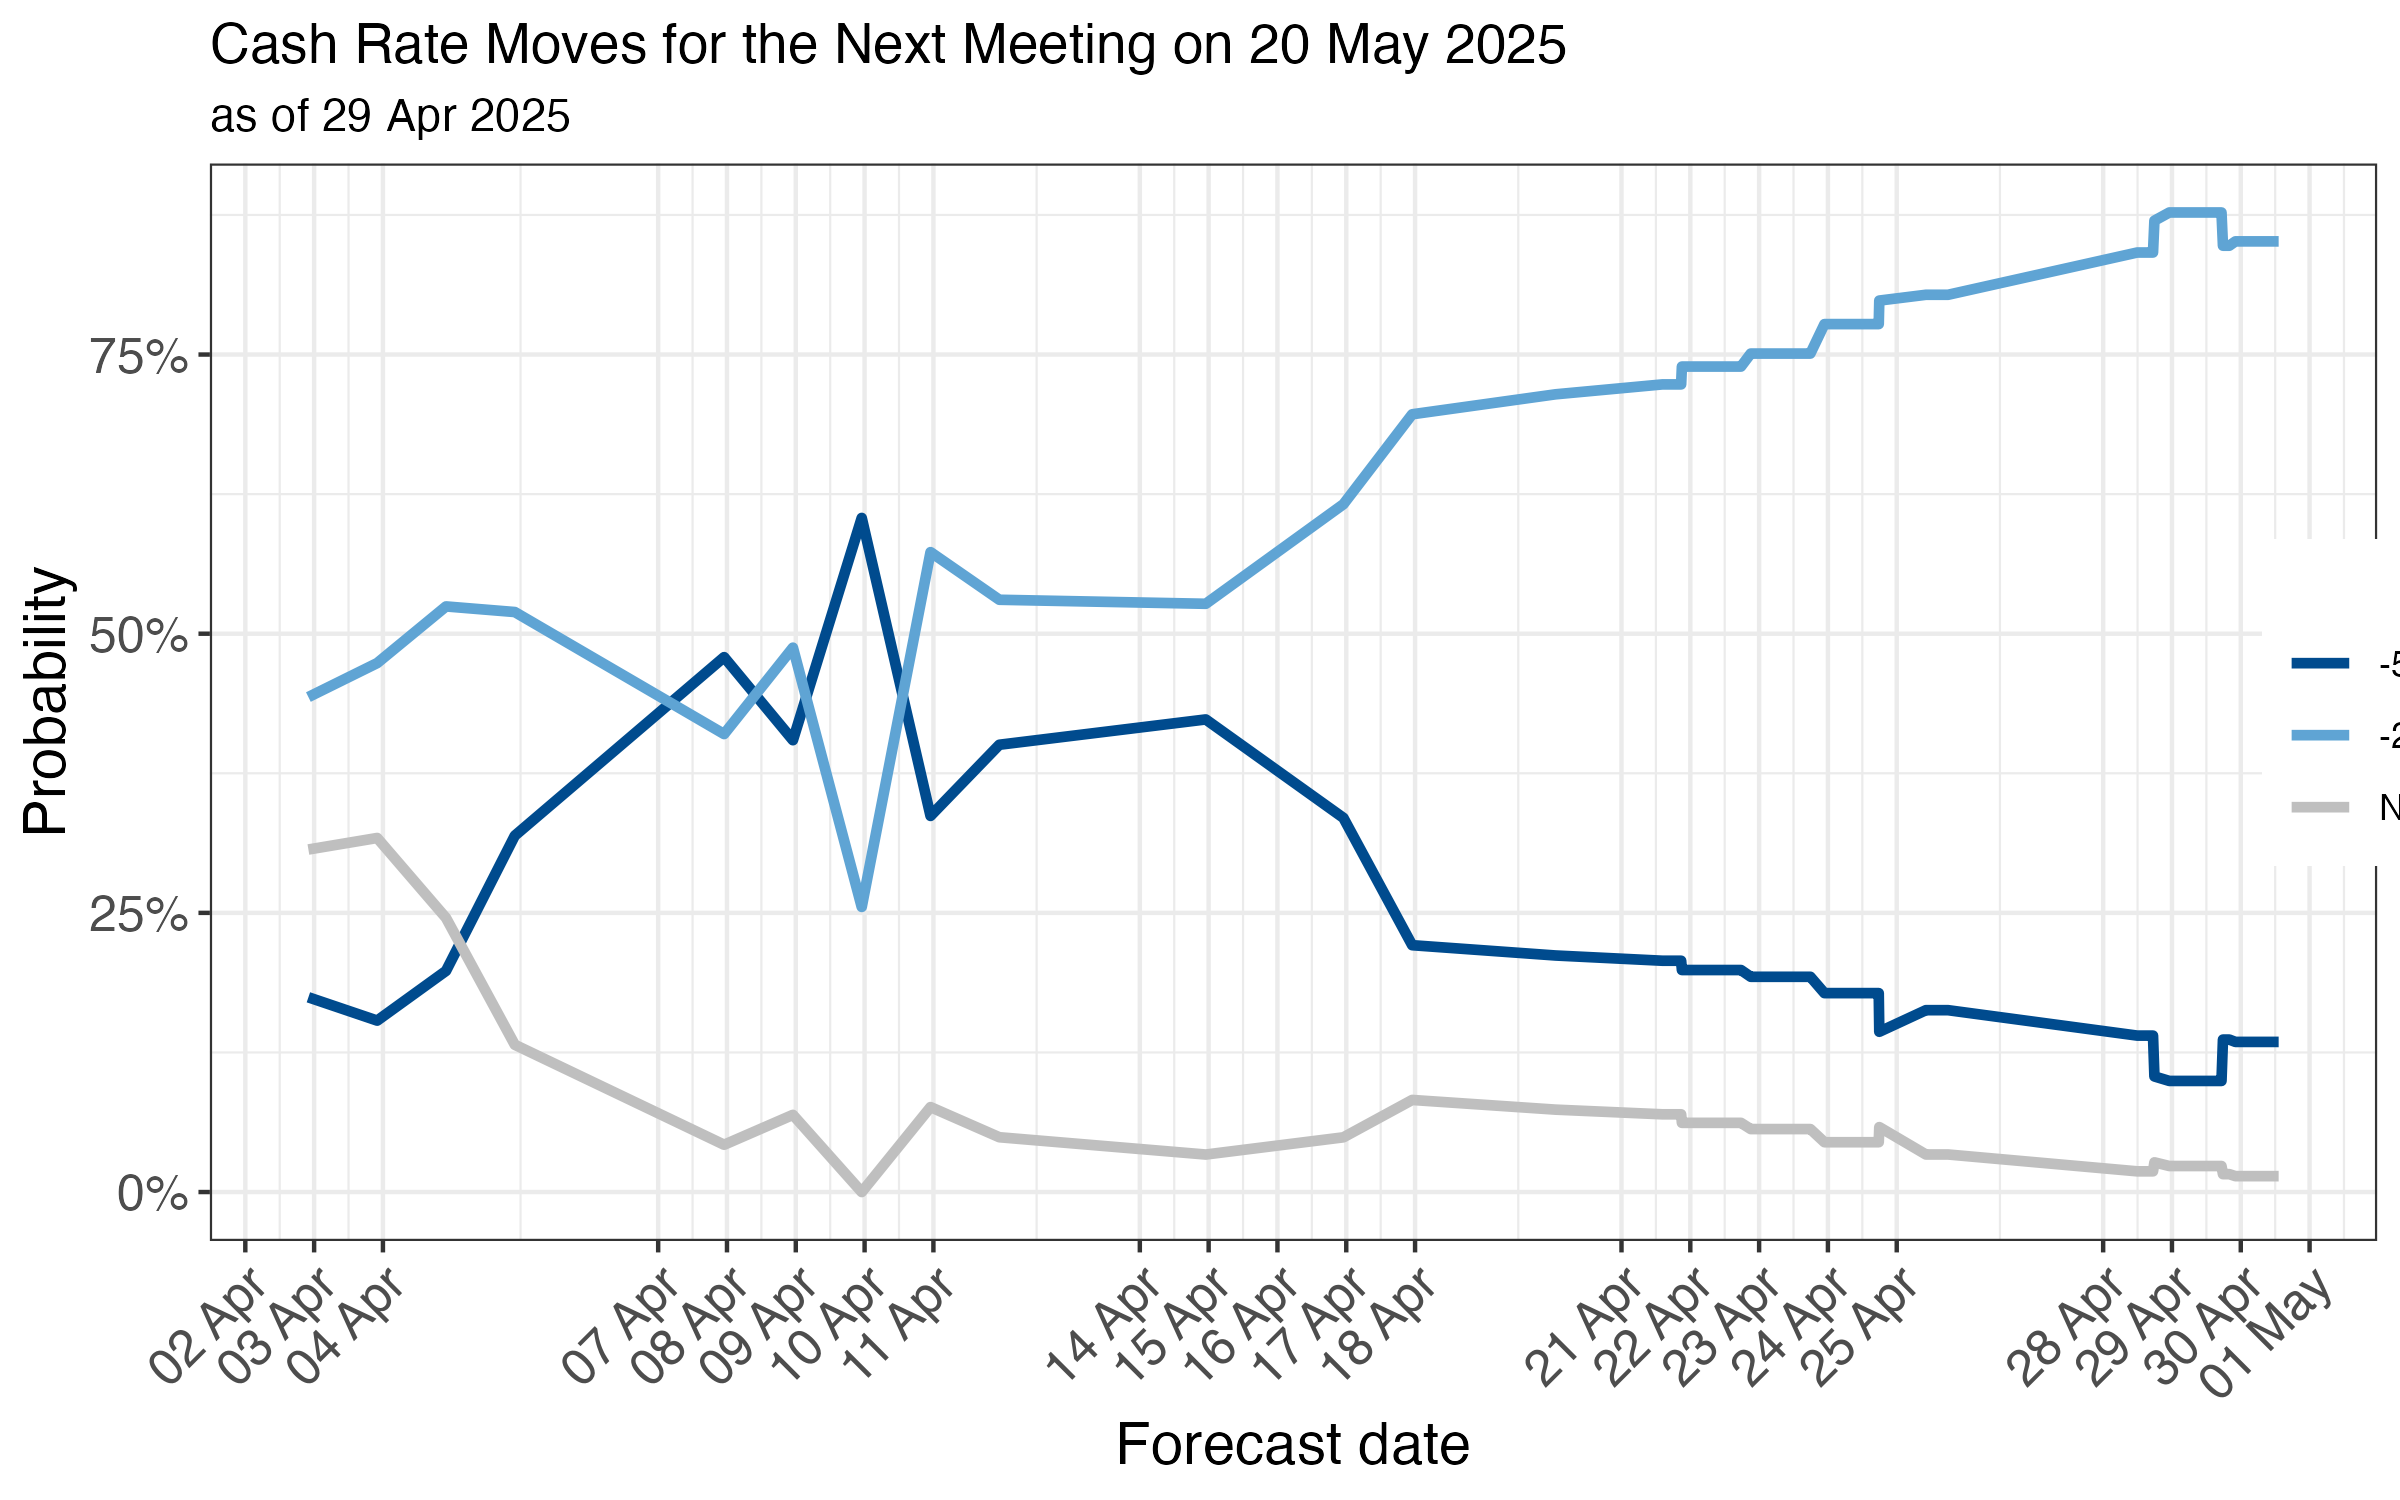 Cash Rate Moves for the Next Meeting on 20 May 2025
as of 29 Apr 2025
Probability
75%
50%
25%
0%
-5
-2
N
02 Apr
03 Apr
04 Apr
07 Apr
08 Apr
09 Apr
10 Apr
11 Apr
14 Apr
15 Apr
16 Apr
17 Apr
18 Apr
21 Apr
22 Apr
23 Apr
24 Apr
25 Apr
28 Apr
29 Apr
30 Apr
01 May
Forecast date